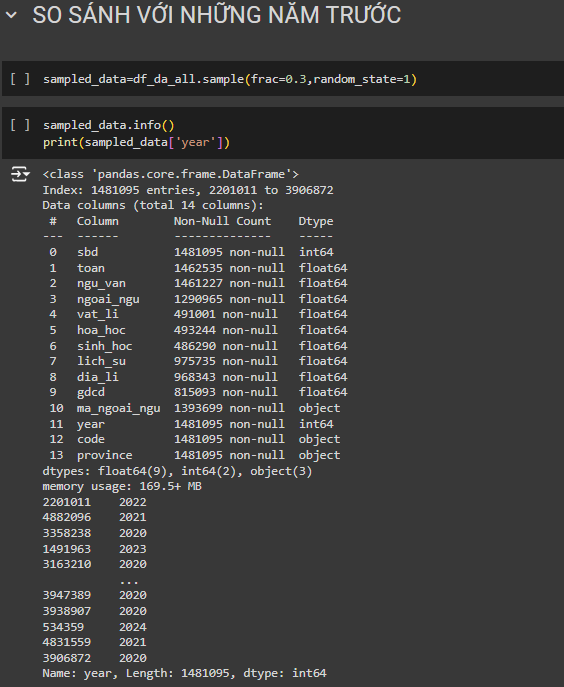 SO SÁNH VỚI NHỮNG NĂM TRƯỚC
[ ] sampled_data=df_da_all.sample(frac=0.3,random_state=1)
[ ] sampled_data.info()
print(sampled_data['year'])
<class 'pandas.core.frame.DataFrame'>
Index: 1481095 entries, 2201011 to 3906872
Data columns (total 14 columns):
 #   Column       Non-Null Count    Dtype
---  ------       --------------    -----
 0   sbd          1481095 non-null  int64
 1   toan         1462535 non-null  float64
 2   ngu_van      1461227 non-null  float64
 3   ngoai_ngu    1290965 non-null  float64
 4   vat_li       491001 non-null   float64
 5   hoa_hoc      493244 non-null   float64
 6   sinh_hoc     486290 non-null   float64
 7   lich_su      975735 non-null   float64
 8   dia_li       968343 non-null   float64
 9   gdcd         815093 non-null   float64
 10  ma_ngoai_ngu 1393699 non-null  object
 11  year         1481095 non-null  int64
 12  code         1481095 non-null  object
 13  province     1481095 non-null  object
dtypes: float64(9), int64(2), object(3)
memory usage: 169.5+ MB
2201011    2022
4882096    2021
3358238    2020
1491963    2023
3163210    2020
           ...
3947389    2020
3938907    2020
534359     2024
4831559    2021
3906872    2020
Name: year, Length: 1481095, dtype: int64